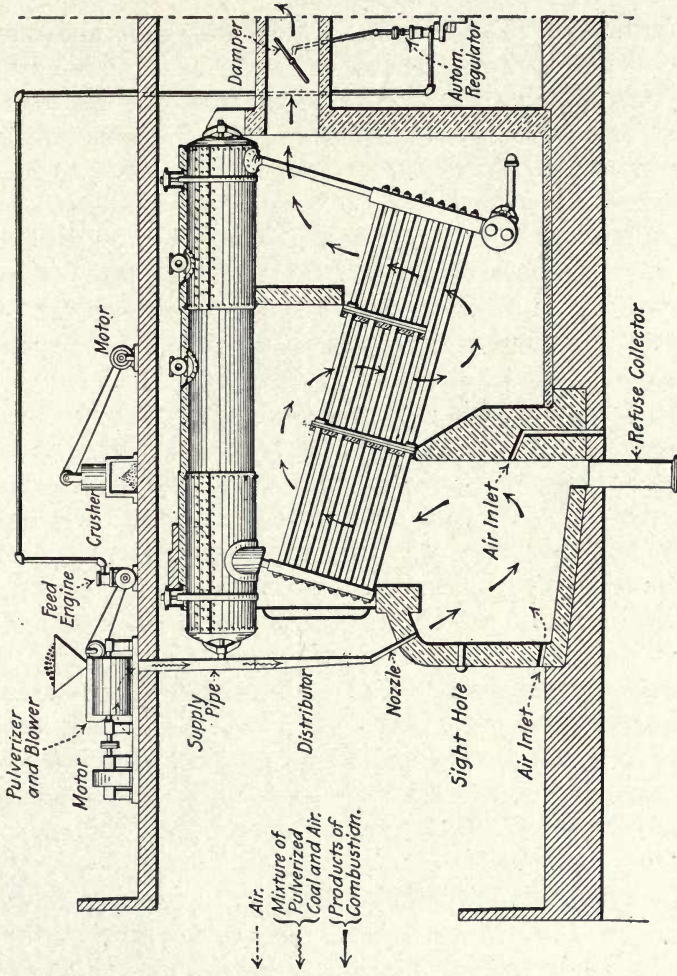 Pulverizer
and Blower
Motor
Feed
Engine
Crusher
Motor
Damper
Autom.
Regulator
Supply
Pipe
Distributor
Nozzle
Sight Hole
Air Inlet
Air Inlet
Refuse Collector
Air.
Mixture of
Pulverized
Coal and Air.
Products of
Combustion.